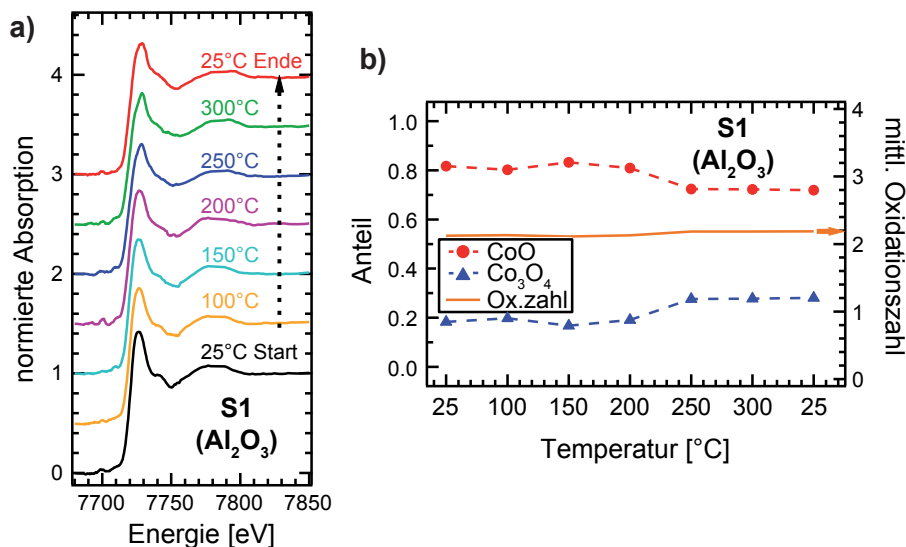 a)
normierte Absorption
4
3
2
1
0
25°C Ende
300°C
250°C
200°C
150°C
100°C
25°C Start
S1
(Al₂O₃)
7700
7750
7800
7850
Energie [eV]
b)
Anteil
1.0
0.8
0.6
0.4
0.2
0.0
S1
(Al₂O₃)
CoO
Co₃O₄
Ox.zahl
4
3
2
1
0
mittl. Oxidationszahl
25
100
150
200
250
300
25
Temperatur [°C]